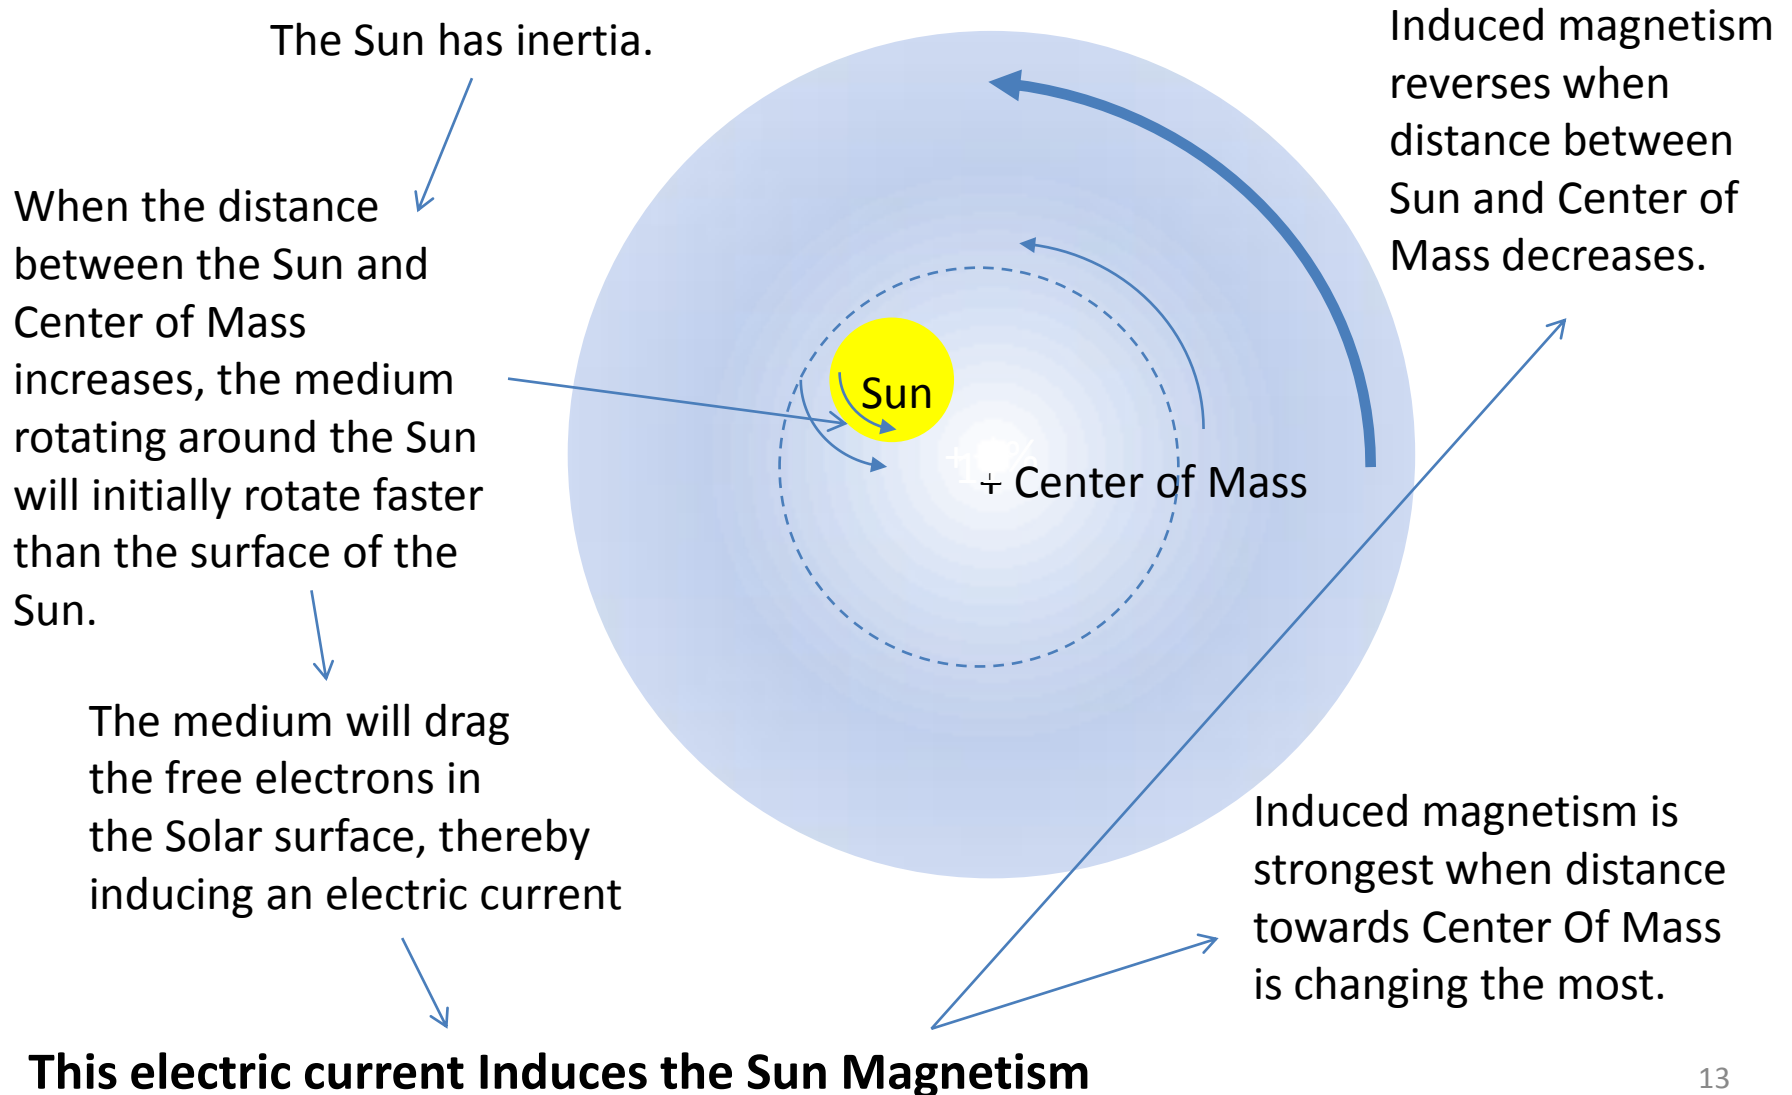 The Sun has inertia.
When the distance
between the Sun and
Center of Mass
increases, the medium
rotating around the Sun
will initially rotate faster
than the surface of the
Sun.
The medium will drag
the free electrons in
the Solar surface, thereby
inducing an electric current
This electric current Induces the Sun Magnetism
Sun
+ Center of Mass
Induced magnetism
reverses when
distance between
Sun and Center of
Mass decreases.
Induced magnetism is
strongest when distance
towards Center Of Mass
is changing the most.
13